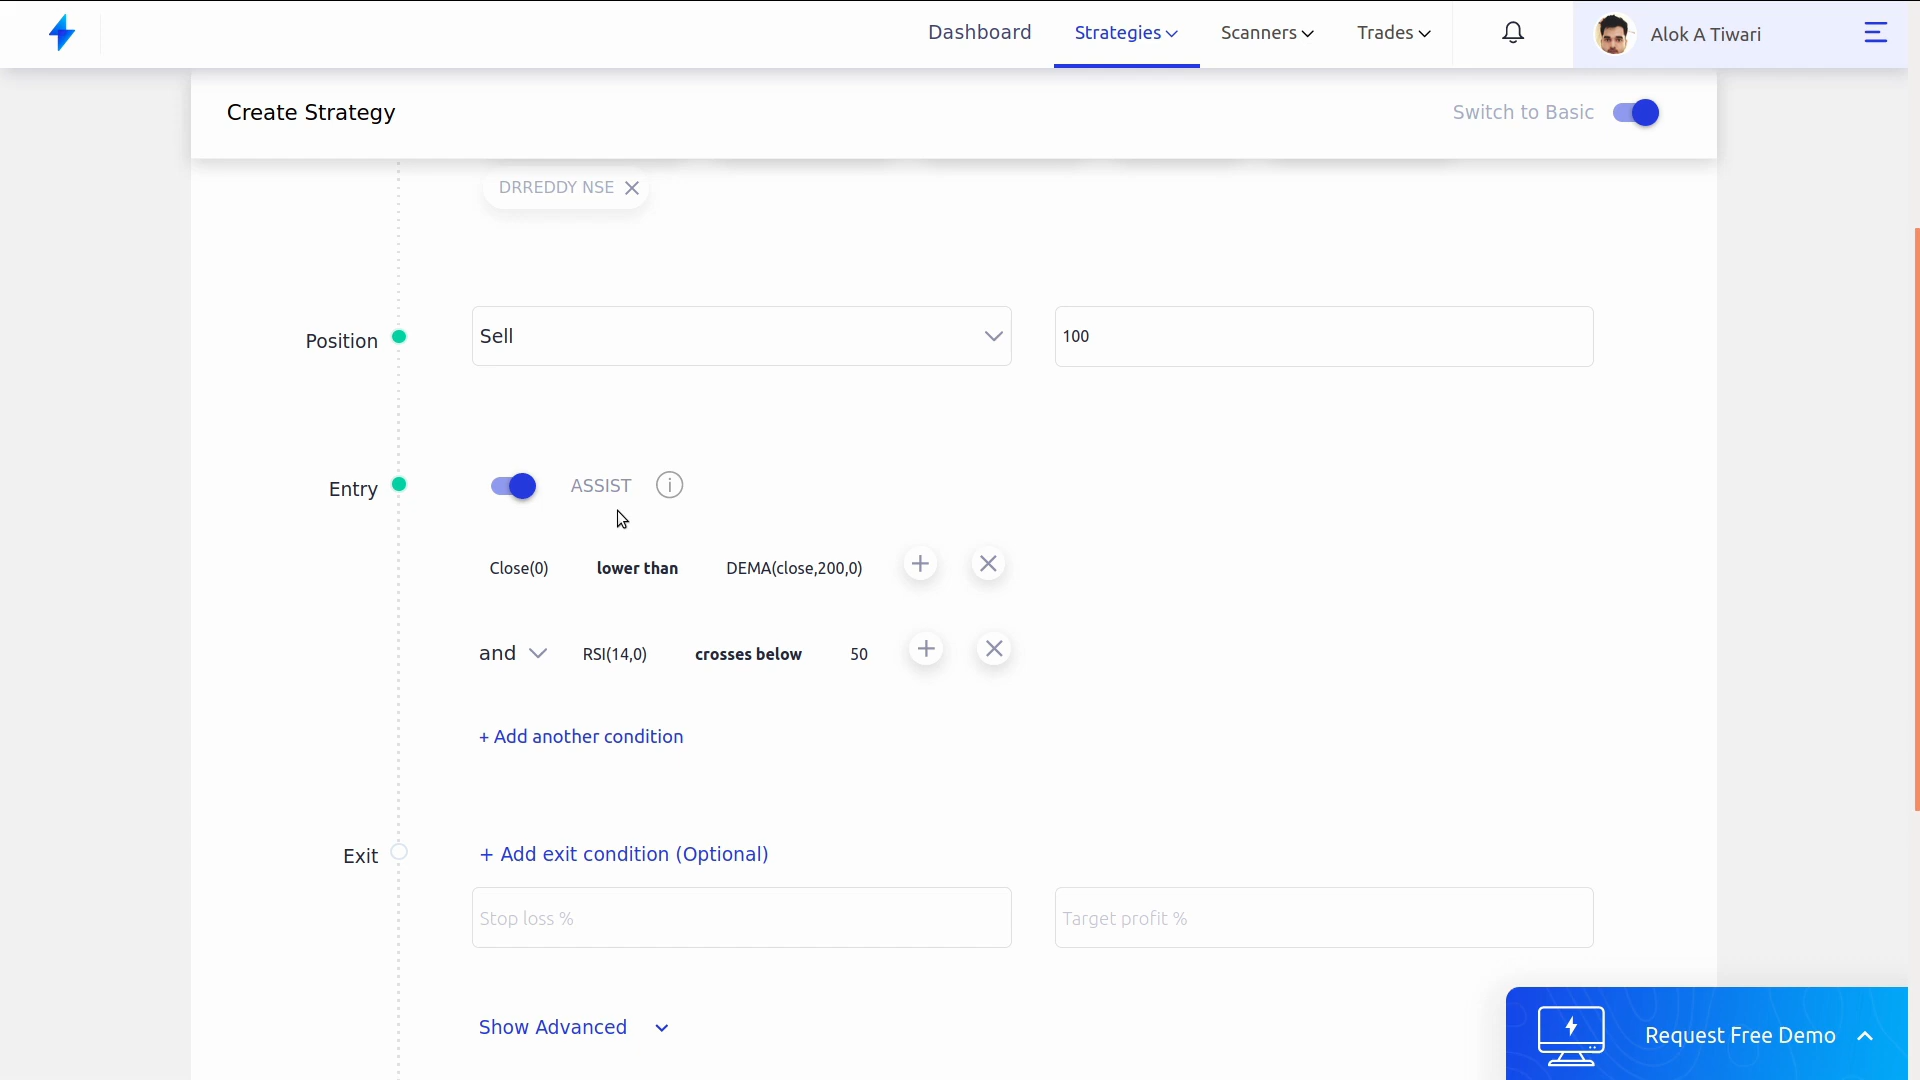 Dashboard Strategies Scanners Trades Alok A Tiwari
Create Strategy Switch to Basic
DRREDDY NSE
Position Sell 100
Entry ASSIST i
Close(0) lower than DEMA(close,200,0)
and RSI(14,0) crosses below 50
+ Add another condition
Exit + Add exit condition (Optional)
Stop loss % Target profit %
Show Advanced
Request Free Demo